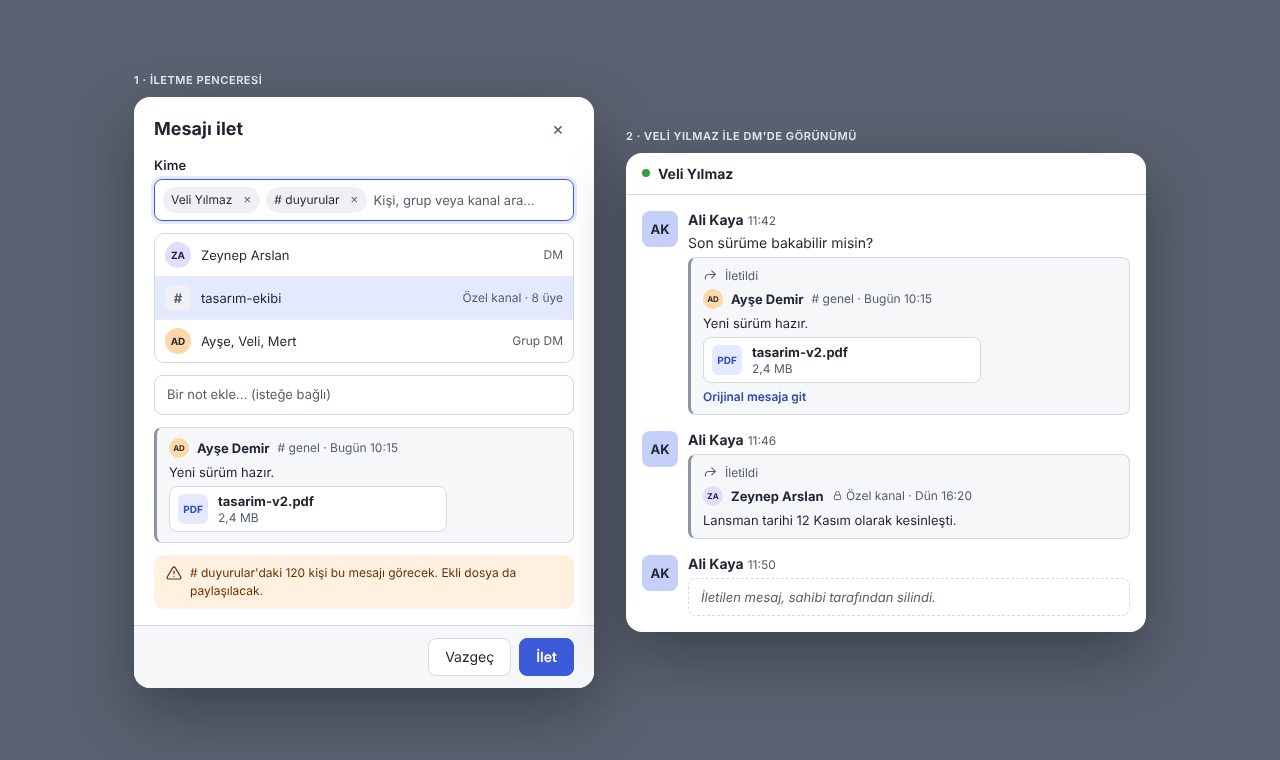 1 · İLETME PENCERESİ
Mesajı ilet
×
Kime
Veli Yılmaz × # duyurular × Kişi, grup veya kanal ara...
ZA Zeynep Arslan DM
# tasarım-ekibi Özel kanal · 8 üye
AD Ayşe, Veli, Mert Grup DM
Bir not ekle... (isteğe bağlı)
AD Ayşe Demir # genel · Bugün 10:15
Yeni sürüm hazır.
PDF tasarim-v2.pdf
2,4 MB
# duyurular'daki 120 kişi bu mesajı görecek. Ekli dosya da
paylaşılacak.
Vazgeç İlet
2 · VELİ YILMAZ İLE DM'DE GÖRÜNÜMÜ
Veli Yılmaz
AK Ali Kaya 11:42
Son sürüme bakabilir misin?
İletildi
AD Ayşe Demir # genel · Bugün 10:15
Yeni sürüm hazır.
PDF tasarim-v2.pdf
2,4 MB
Orijinal mesaja git
AK Ali Kaya 11:46
İletildi
ZA Zeynep Arslan Özel kanal · Dün 16:20
Lansman tarihi 12 Kasım olarak kesinleşti.
AK Ali Kaya 11:50
İletilen mesaj, sahibi tarafından silindi.